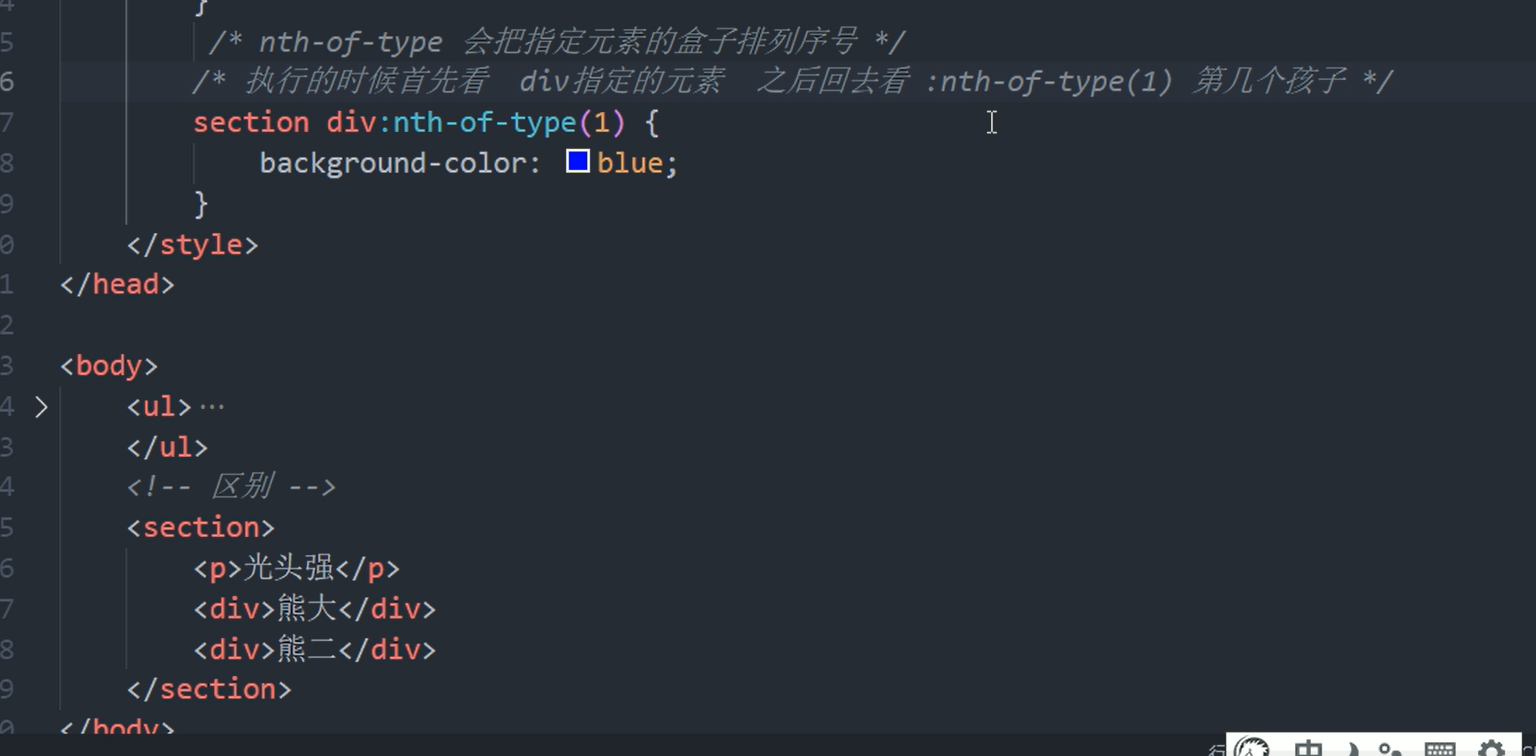 4 }
5 /* nth-of-type 会把指定元素的盒子排列序号 */
6 /* 执行的时候首先看 div指定的元素 之后回去看 :nth-of-type(1) 第几个孩子 */
7 section div:nth-of-type(1) {
8 background-color: blue;
9 }
0 </style>
1 </head>
2
3 <body>
4 <ul>···
3 </ul>
4 <!-- 区别 -->
5 <section>
6 <p>光头强</p>
7 <div>熊大</div>
8 <div>熊二</div>
9 </section>
0 </body>
行
中